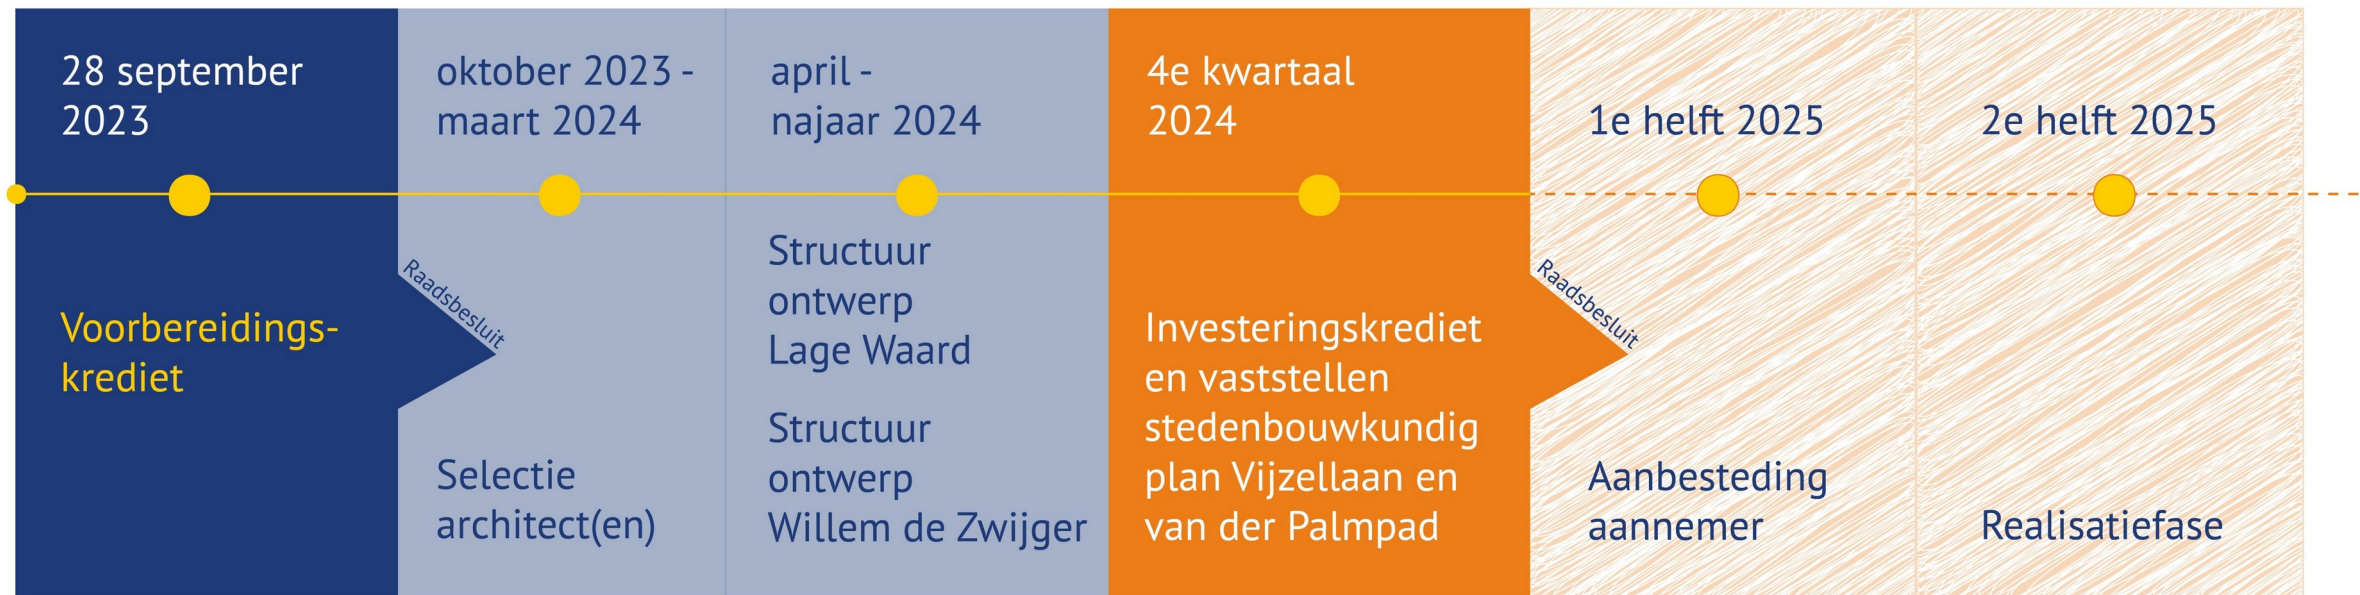 28 september
2023
Voorbereidings-
krediet
Raadsbesluit
oktober 2023 -
maart 2024
Selectie
architect(en)
april -
najaar 2024
Structuur
ontwerp
Lage Waard
Structuur
ontwerp
Willem de Zwijger
4e kwartaal
2024
Investeringskrediet
en vaststellen
stedenbouwkundig
plan Vijzellaan en
van der Palmpad
Raadsbesluit
1e helft 2025
Aanbesteding
aannemer
2e helft 2025
Realisatiefase